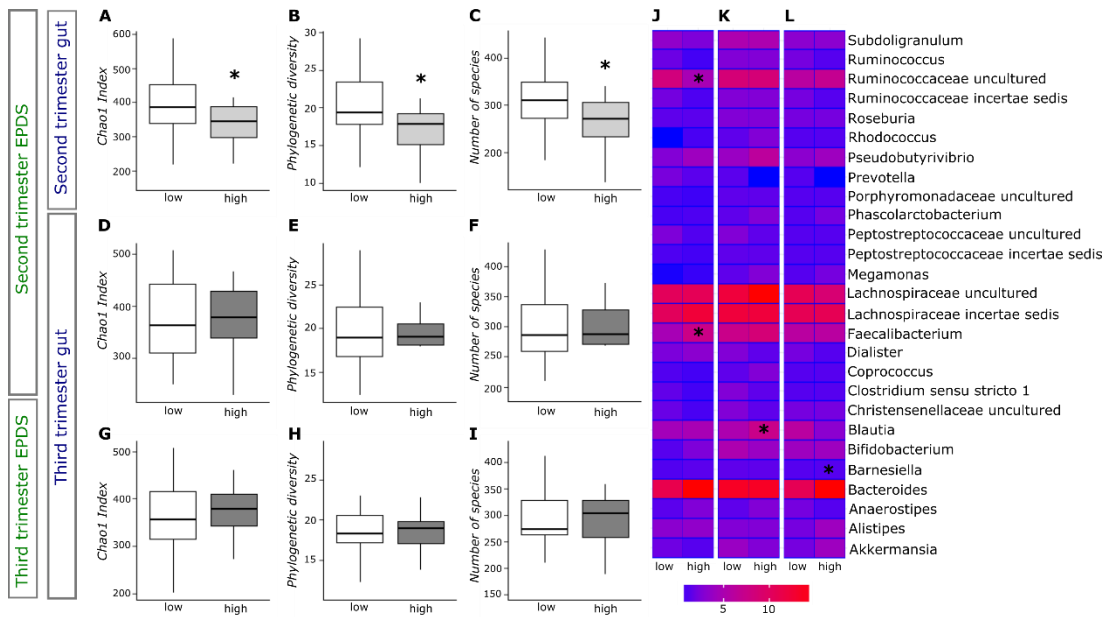 Second trimester EPDS
Third trimester EPDS
Second trimester gut
Third trimester gut
A
Chao1 Index
600
500
400
300
200
*
low
high
B
Phylogenetic diversity
30
25
20
15
10
*
low
high
C
Number of species
400
300
200
*
low
high
D
Chao1 Index
500
400
300
low
high
E
Phylogenetic diversity
25
20
15
low
high
F
Number of species
400
350
300
250
200
low
high
G
Chao1 Index
500
400
300
200
low
high
H
Phylogenetic diversity
25
20
15
low
high
I
Number of species
400
350
300
250
200
150
low
high
J
K
L
Subdoligranulum
Ruminococcus
Ruminococcaceae uncultured
*
Ruminococcaceae incertae sedis
Roseburia
Rhodococcus
Pseudobutyrivibrio
Prevotella
Porphyromonadaceae uncultured
Phascolarctobacterium
Peptostreptococcaceae uncultured
Peptostreptococcaceae incertae sedis
Megamonas
Lachnospiraceae uncultured
Lachnospiraceae incertae sedis
Faecalibacterium
*
Dialister
Coprococcus
Clostridium sensu stricto 1
Christensenellaceae uncultured
Blautia
*
Bifidobacterium
Barnesiella
*
Bacteroides
Anaerostipes
Alistipes
Akkermansia
low high low high low high
5 10